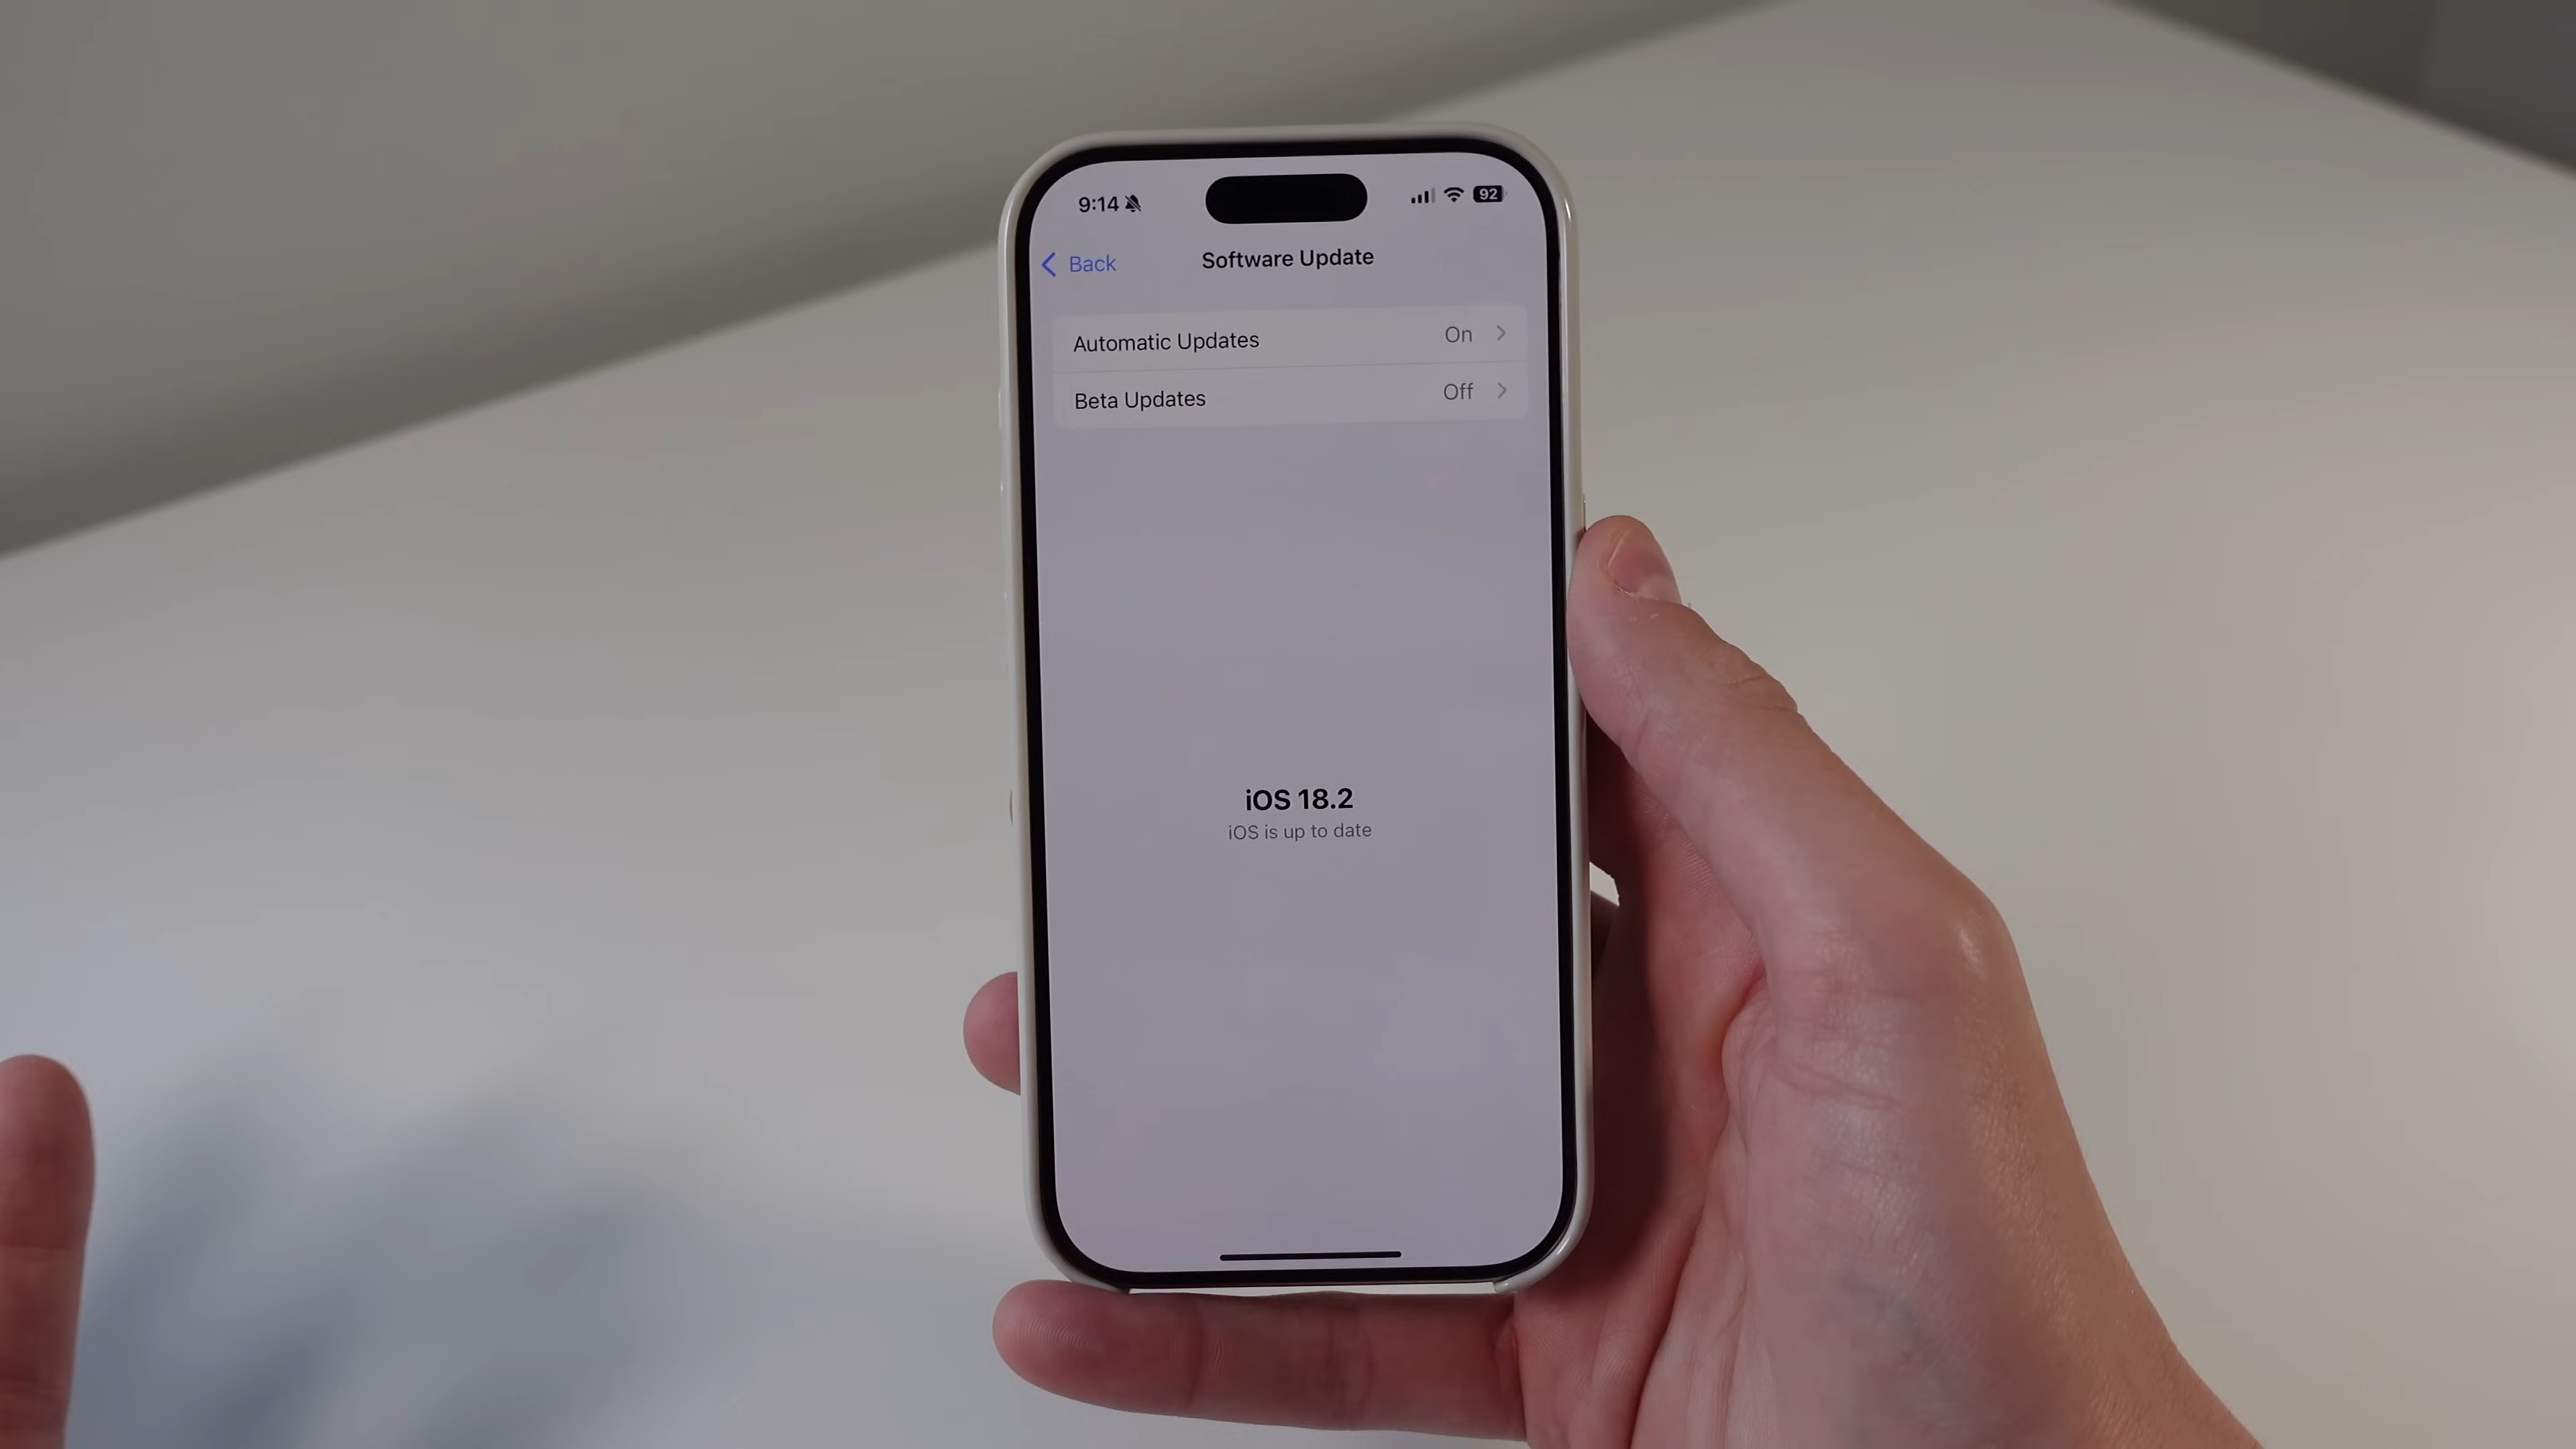 9:14
92
Back
Software Update
Automatic Updates On
Beta Updates Off
iOS 18.2
iOS is up to date